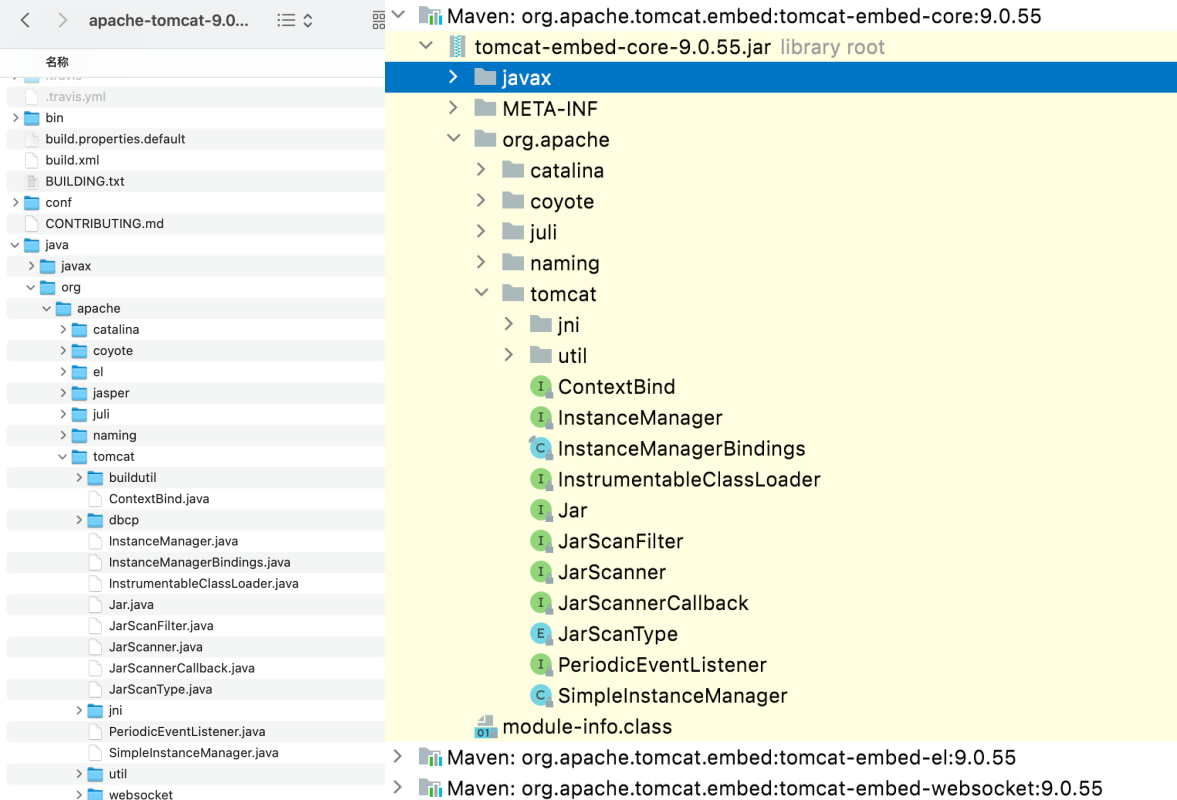 apache-tomcat-9.0...
名称
.travis
.travis.yml
bin
build.properties.default
build.xml
BUILDING.txt
conf
CONTRIBUTING.md
java
javax
org
apache
catalina
coyote
el
jasper
juli
naming
tomcat
buildutil
ContextBind.java
dbcp
InstanceManager.java
InstanceManagerBindings.java
InstrumentableClassLoader.java
Jar.java
JarScanFilter.java
JarScanner.java
JarScannerCallback.java
JarScanType.java
jni
PeriodicEventListener.java
SimpleInstanceManager.java
util
websocket
Maven: org.apache.tomcat.embed:tomcat-embed-core:9.0.55
tomcat-embed-core-9.0.55.jar library root
javax
META-INF
org.apache
catalina
coyote
juli
naming
tomcat
jni
util
I ContextBind
I InstanceManager
C InstanceManagerBindings
I InstrumentableClassLoader
I Jar
I JarScanFilter
I JarScanner
I JarScannerCallback
E JarScanType
I PeriodicEventListener
C SimpleInstanceManager
01 module-info.class
Maven: org.apache.tomcat.embed:tomcat-embed-el:9.0.55
Maven: org.apache.tomcat.embed:tomcat-embed-websocket:9.0.55